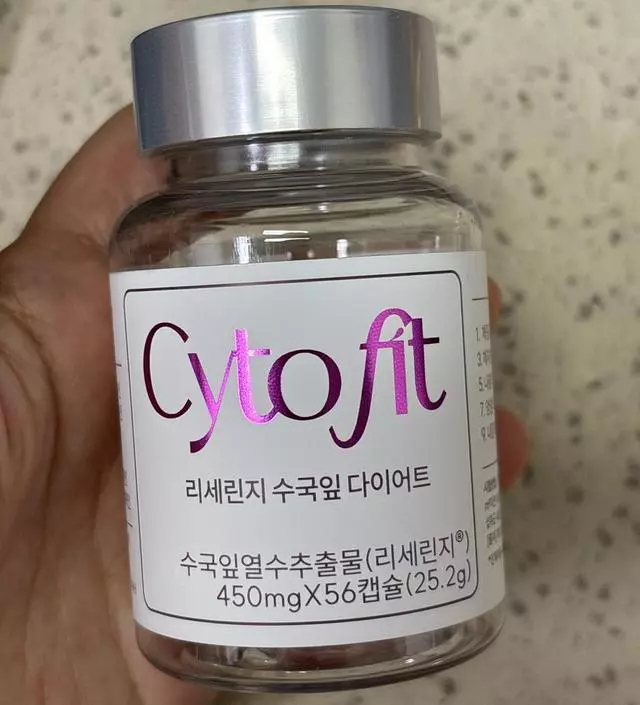 Cytofit
리세린지 수국잎 다이어트
수국잎열수추출물(리세린지®)
450mgX56캡슐(25.2g)